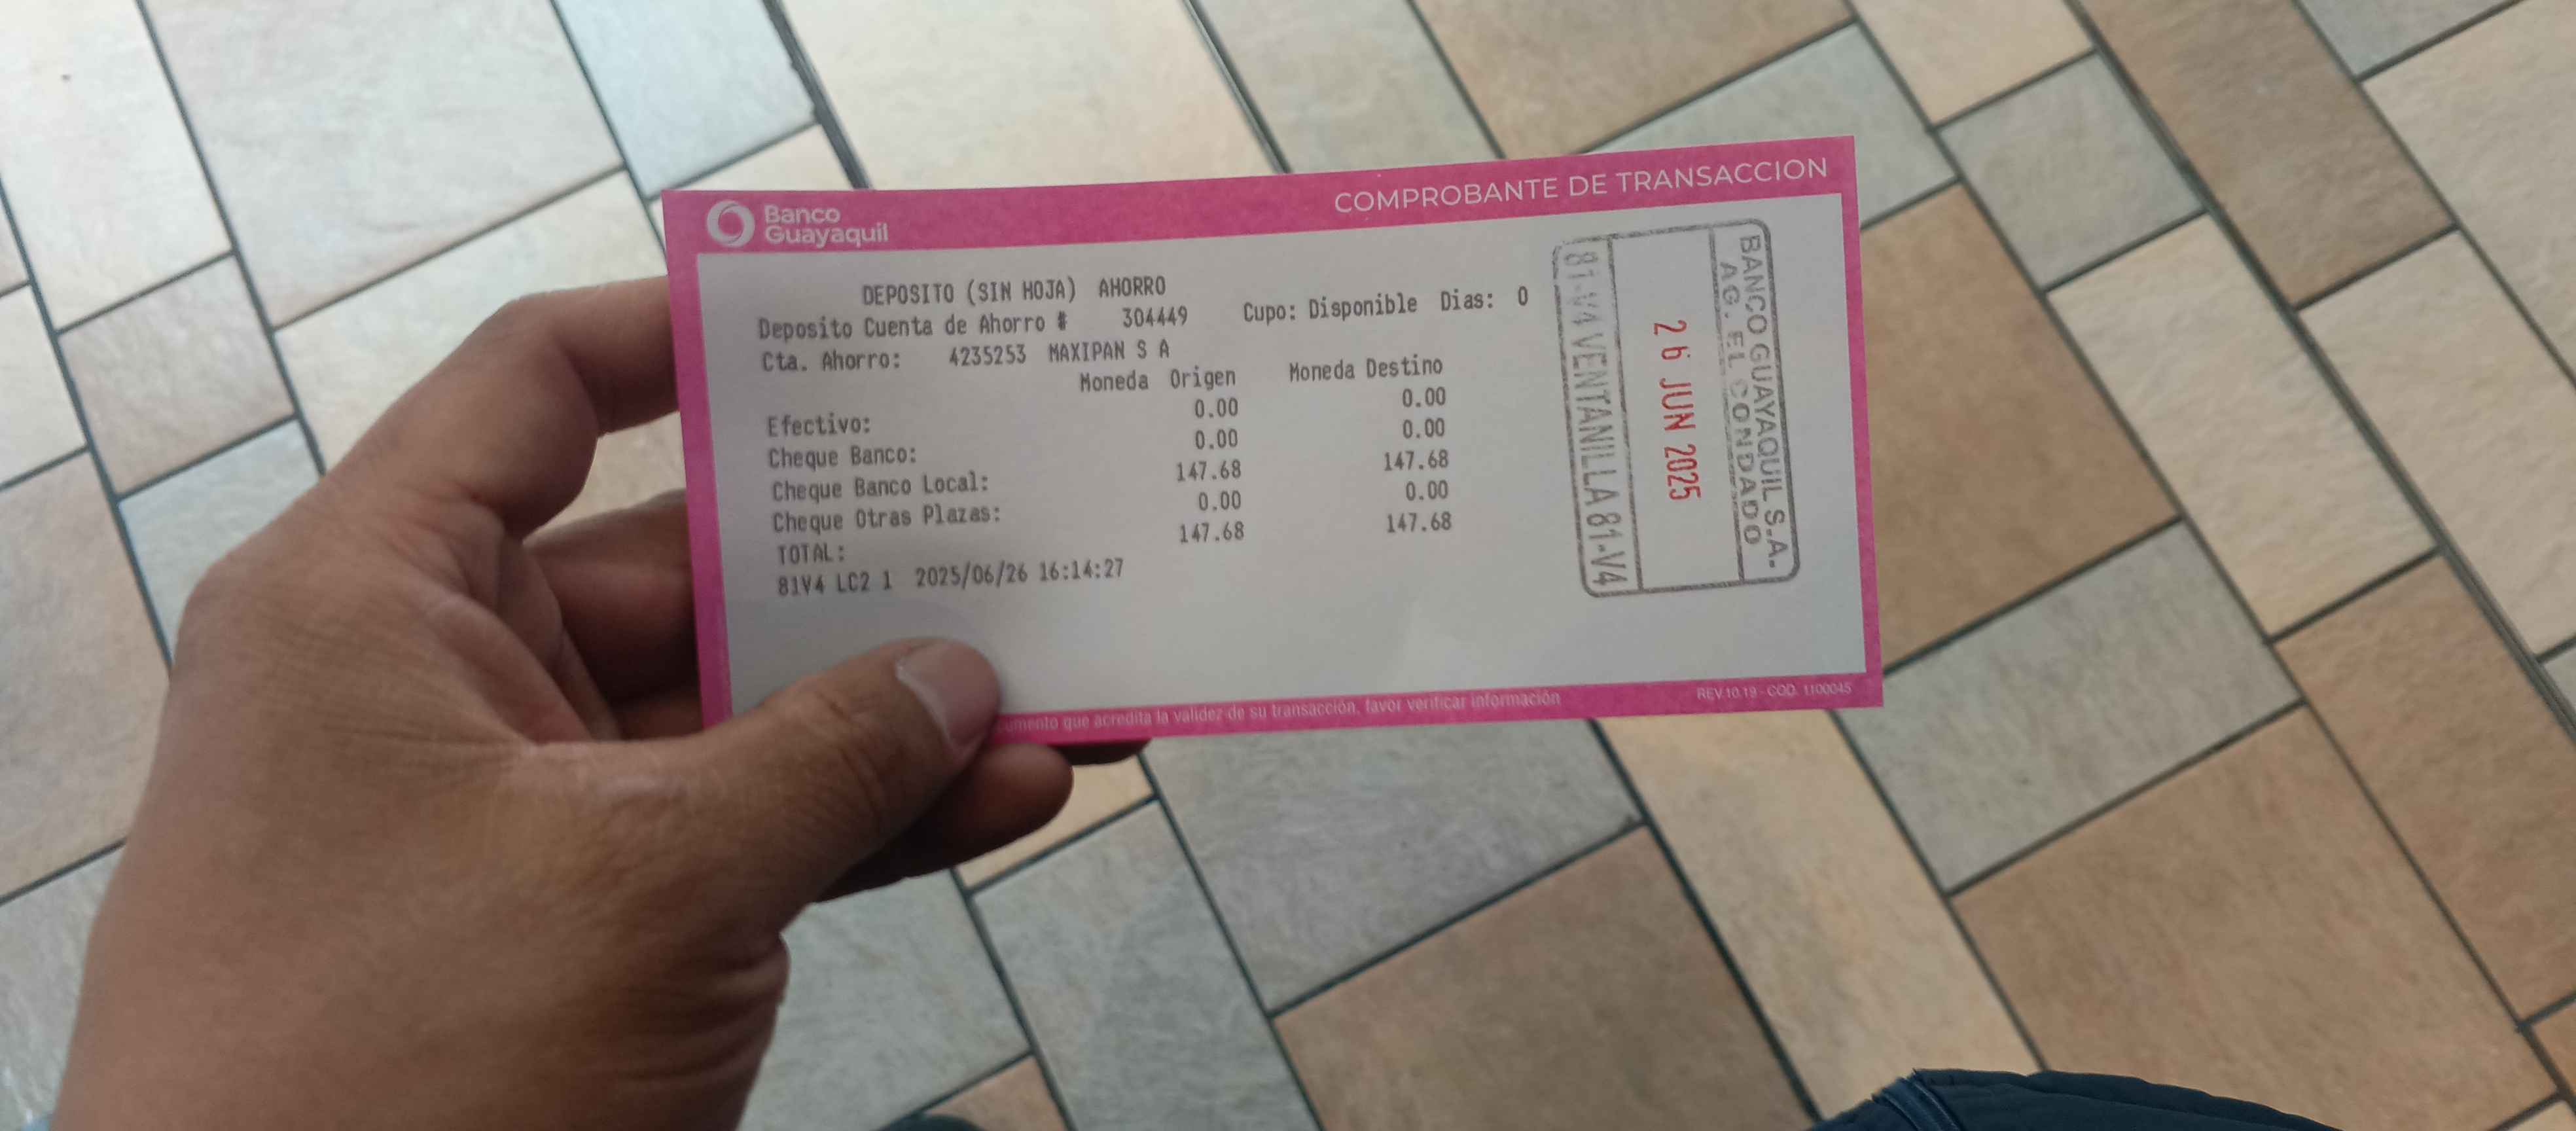 Banco
Guayaquil
COMPROBANTE DE TRANSACCION
DEPOSITO (SIN HOJA) AHORRO
Deposito Cuenta de Ahorro # 304449 Cupo: Disponible Dias: 0
Cta. Ahorro: 4235253 MAXIPAN S A
Moneda Origen Moneda Destino
Efectivo: 0.00 0.00
Cheque Banco: 0.00 0.00
Cheque Banco Local: 147.68 147.68
Cheque Otras Plazas: 0.00 0.00
TOTAL: 147.68 147.68
81V4 LC2 1 2025/06/26 16:14:27
BANCO GUAYAQUIL S.A.
AG. EL CONDADO
26 JUN 2025
81-V4 VENTANILLA 81-V4
que acredita la validez de su transacción, favor verificar información
REV.10.19 - COD. 1100045